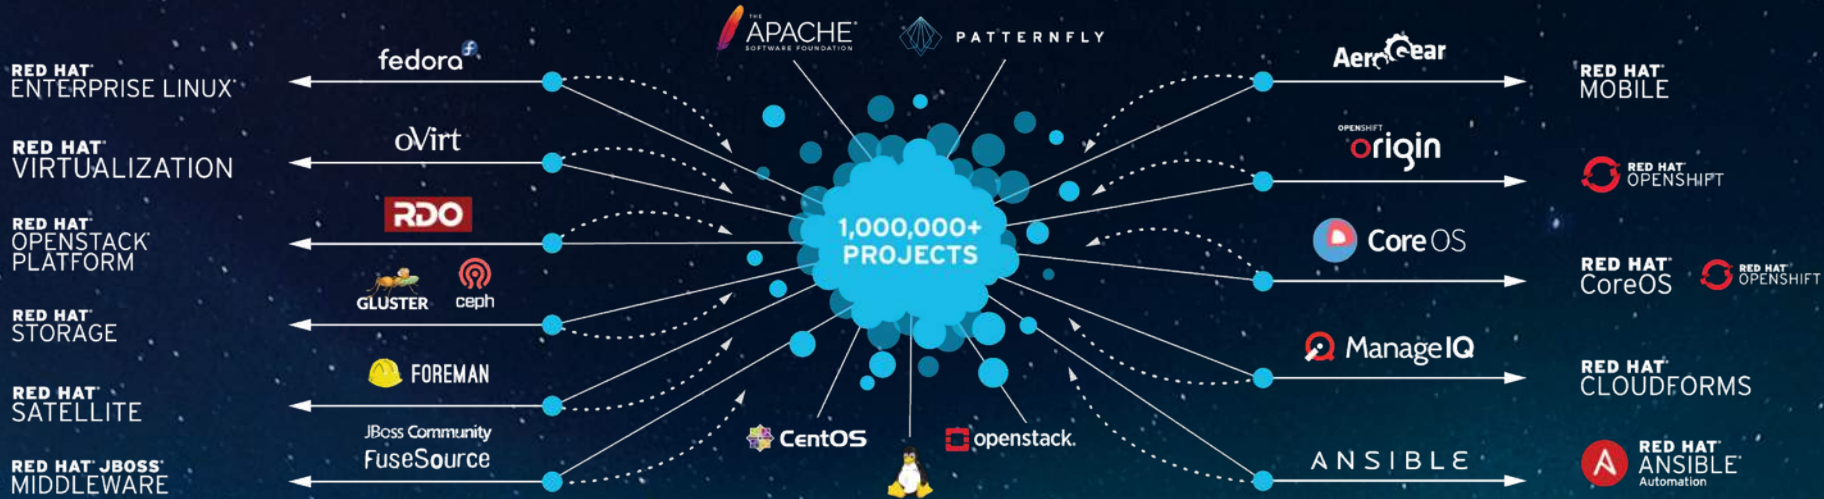 THE
APACHE®
SOFTWARE FOUNDATION
PATTERNFLY
RED HAT®
ENTERPRISE LINUX®
fedora
RED HAT®
VIRTUALIZATION
oVirt
RED HAT®
OPENSTACK®
PLATFORM
RDO
RED HAT®
STORAGE
GLUSTER
ceph
RED HAT®
SATELLITE
FOREMAN
RED HAT® JBOSS®
MIDDLEWARE
JBoss Community
FuseSource
1,000,000+
PROJECTS
CentOS
openstack.
AeroGear
RED HAT®
MOBILE
OPENSHIFT
origin
RED HAT®
OPENSHIFT
Core OS
RED HAT®
CoreOS
RED HAT®
OPENSHIFT
ManageIQ
RED HAT®
CLOUDFORMS
ANSIBLE
A
RED HAT®
ANSIBLE®
Automation